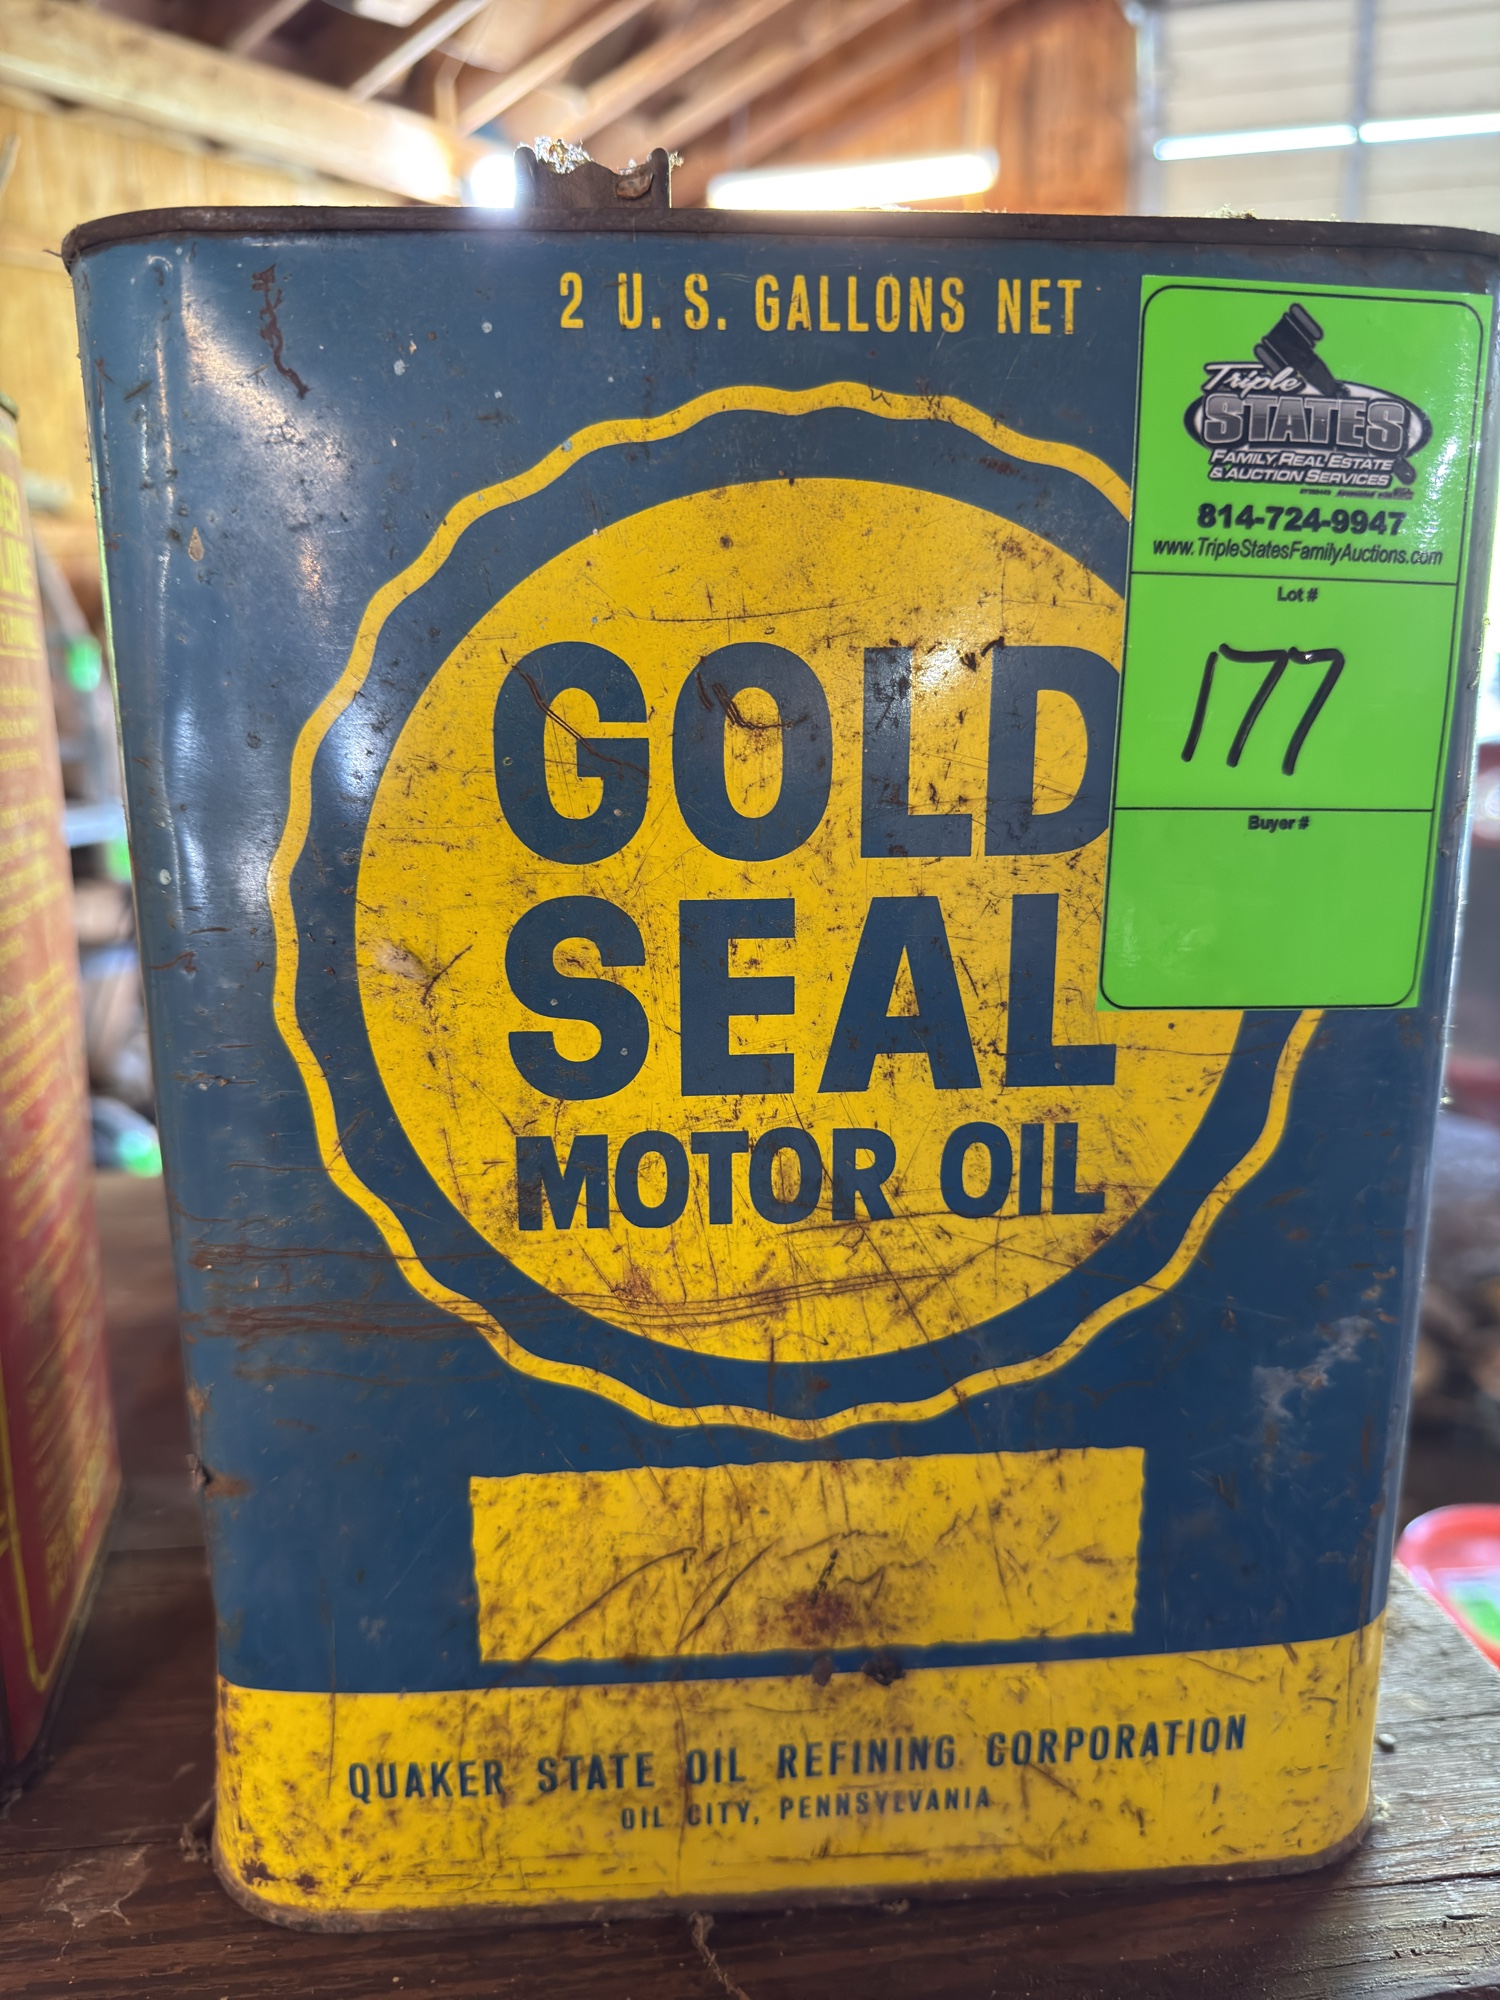 2 U. S. GALLONS NET
GOLD
SEAL
MOTOR OIL
QUAKER STATE OIL REFINING CORPORATION
OIL CITY, PENNSYLVANIA
Triple
STATES
FAMILY REAL ESTATE
& AUCTION SERVICES
814-724-9947
www.TripleStatesFamilyAuctions.com
Lot #
177
Buyer #